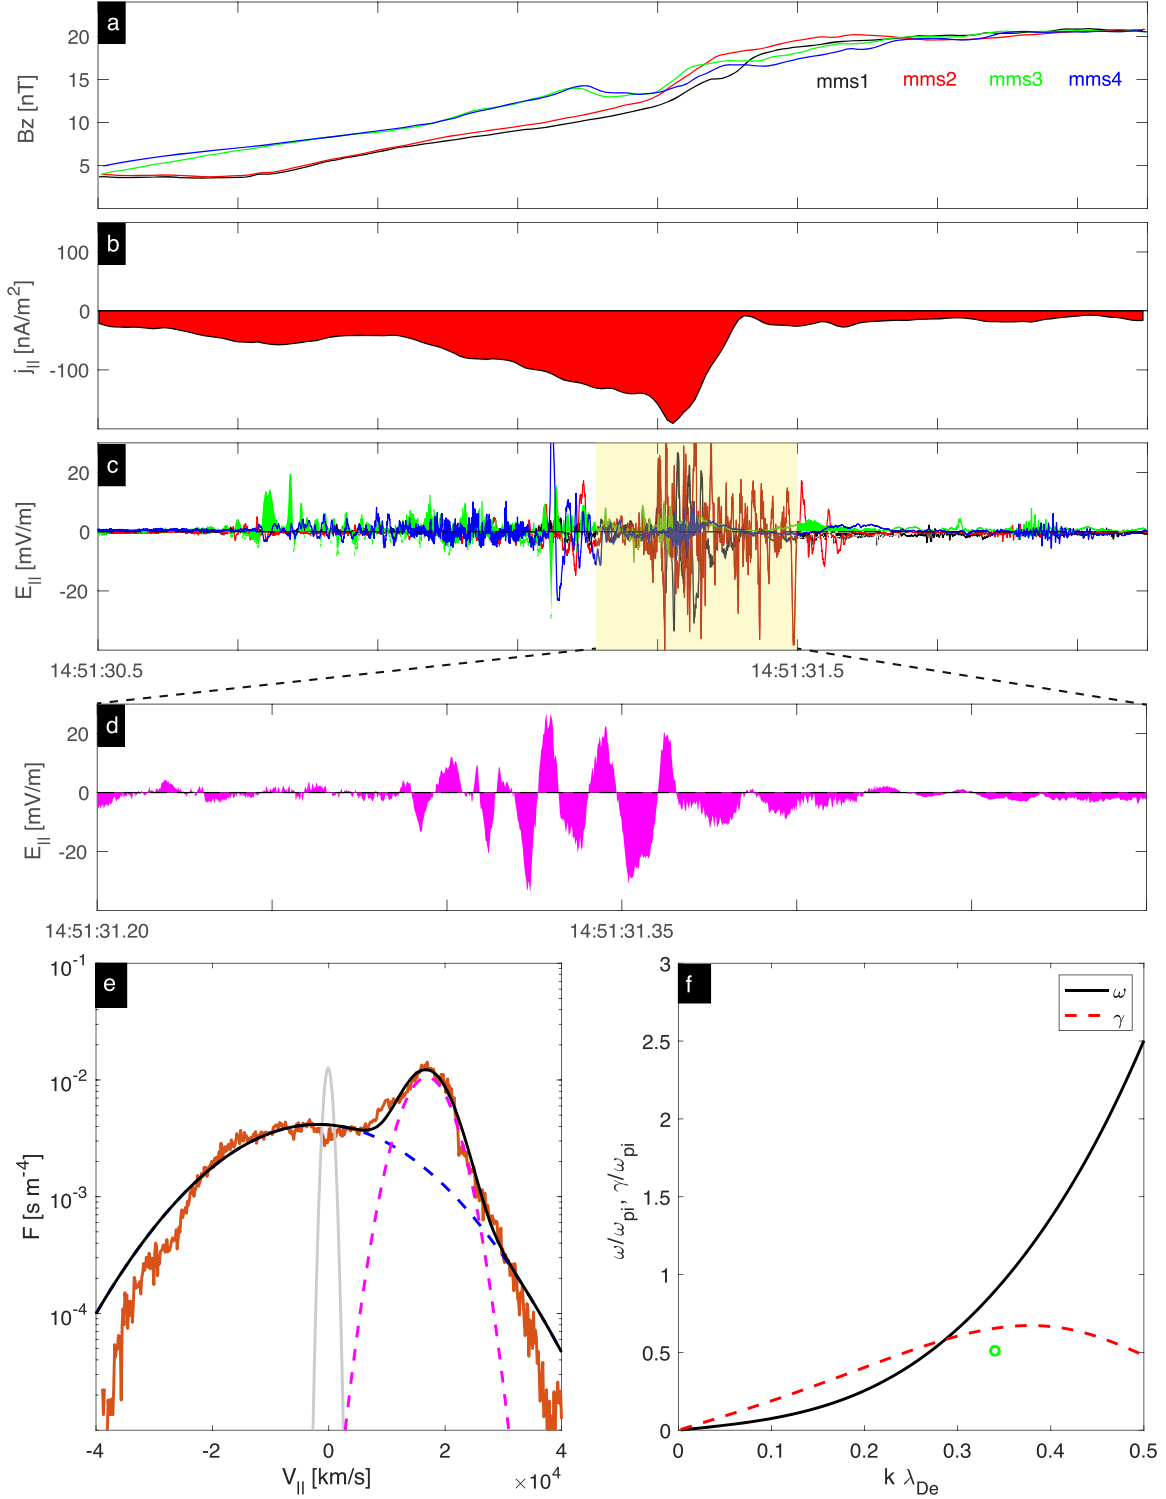 a
20
15
10
5
Bz [nT]
mms1 mms2 mms3 mms4
b
100
0
-100
j|| [nA/m²]
c
20
0
-20
E|| [mV/m]
14:51:30.5 14:51:31.5
d
20
0
-20
E|| [mV/m]
14:51:31.20 14:51:31.35
e
10⁻¹
10⁻²
10⁻³
10⁻⁴
F [s m⁻⁴]
-4 -2 0 2 4
V|| [km/s] ×10⁴
f
ω
γ
3
2.5
2
1.5
1
0.5
0
ω/ωpi, γ/ωpi
0 0.1 0.2 0.3 0.4 0.5
k λDe